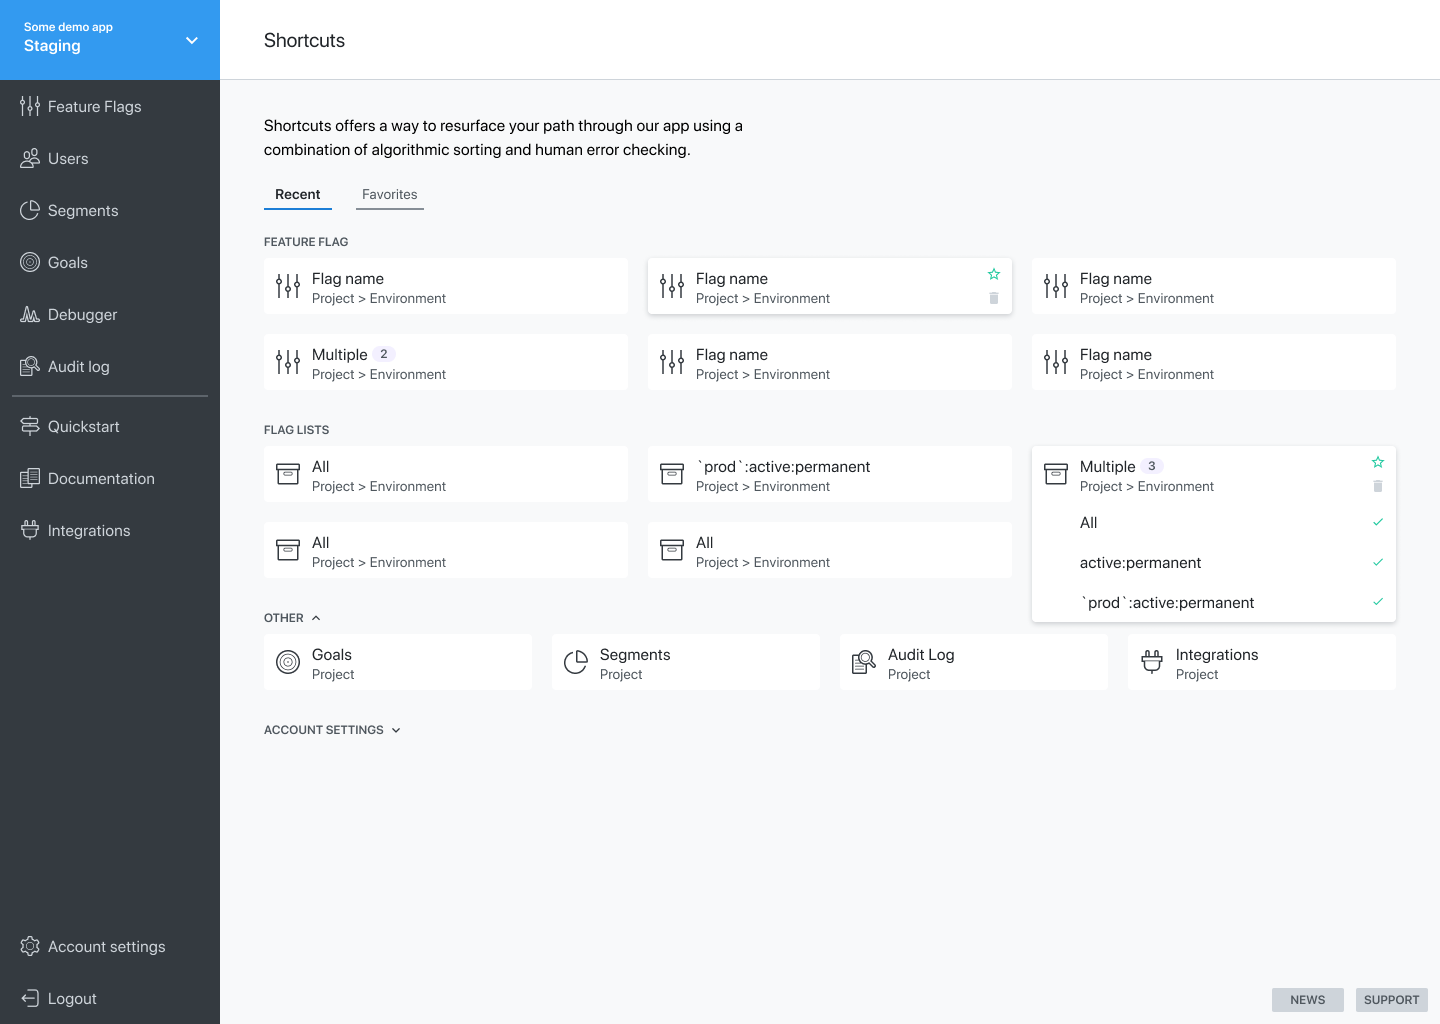 Some demo app
Staging
Feature Flags
Users
Segments
Goals
Debugger
Audit log
Quickstart
Documentation
Integrations
Account settings
Logout
Shortcuts
Shortcuts offers a way to resurface your path through our app using a
combination of algorithmic sorting and human error checking.
Recent
Favorites
FEATURE FLAG
Flag name
Project > Environment
Flag name
Project > Environment
Flag name
Project > Environment
Multiple 2
Project > Environment
Flag name
Project > Environment
Flag name
Project > Environment
FLAG LISTS
All
Project > Environment
`prod`:active:permanent
Project > Environment
Multiple 3
Project > Environment
All
active:permanent
`prod`:active:permanent
All
Project > Environment
All
Project > Environment
OTHER
Goals
Project
Segments
Project
Audit Log
Project
Integrations
Project
ACCOUNT SETTINGS
NEWS
SUPPORT